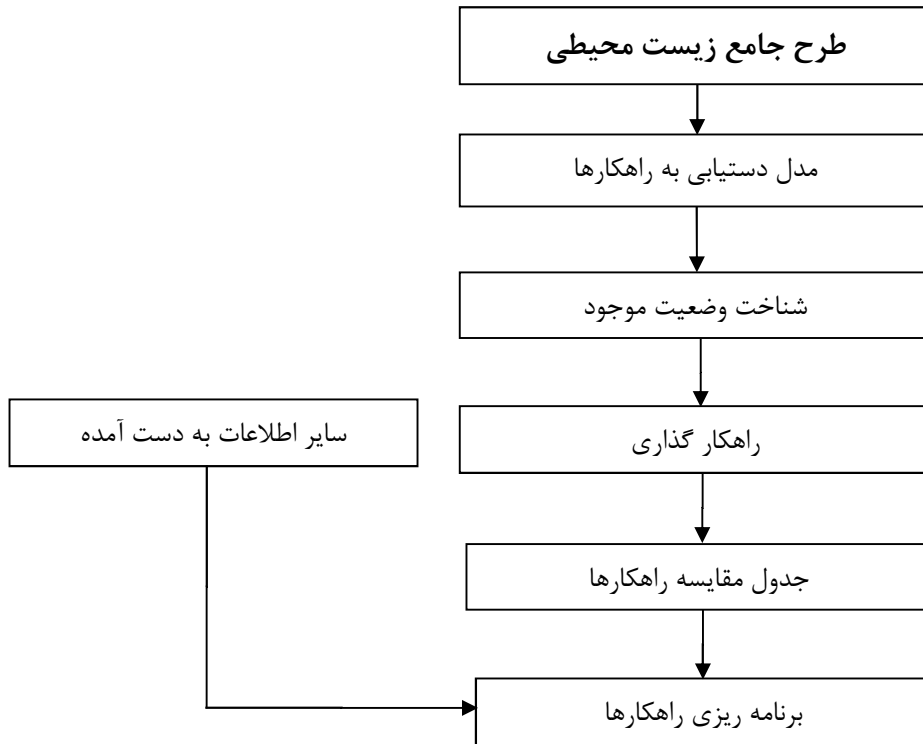 طرح جامع زیست محیطی
مدل دستیابی به راهکارها
شناخت وضعیت موجود
راهکار گذاری
سایر اطلاعات به دست آمده
جدول مقایسه راهکارها
برنامه ریزی راهکارها